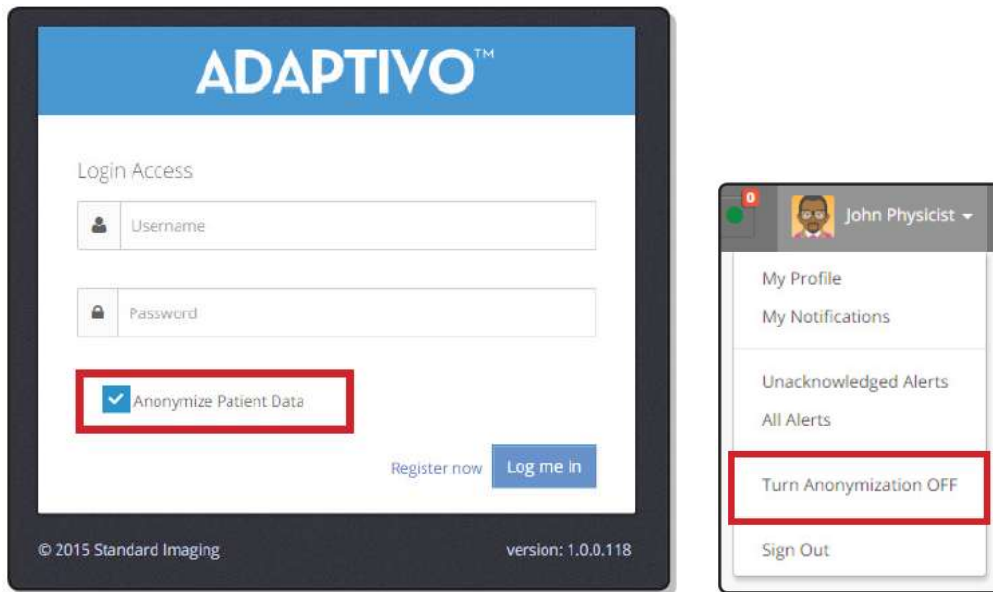 ADAPTIVO™
Login Access
Username
Password
Anonymize Patient Data
Register now Log me in
© 2015 Standard Imaging version: 1.0.0.118
0
John Physicist
My Profile
My Notifications
Unacknowledged Alerts
All Alerts
Turn Anonymization OFF
Sign Out